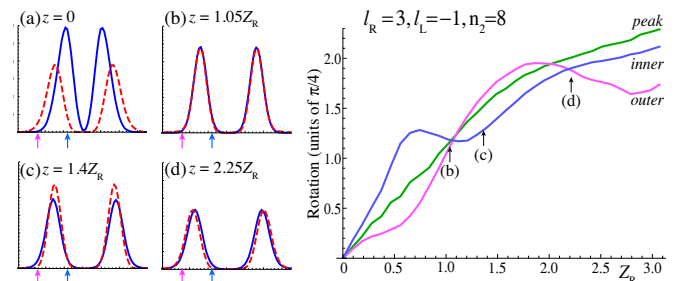 (a) z = 0
(b) z = 1.05Z_R
(c) z = 1.4Z_R
(d) z = 2.25Z_R
l_R = 3, l_L = −1, n_2 = 8
Rotation (units of π/4)
2.0
1.5
1.0
0.5
peak
inner
outer
(b)
(c)
(d)
0 0.5 1.0 1.5 2.0 2.5 3.0
Z_R